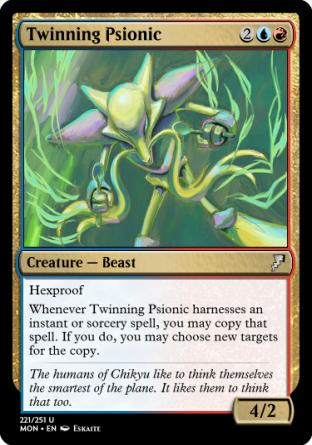 Twinning Psionic 2
Creature — Beast
Hexproof
Whenever Twinning Psionic harnesses an
instant or sorcery spell, you may copy that
spell. If you do, you may choose new targets
for the copy.
The humans of Chikyu like to think themselves
the smartest of the plane. It likes them to think
that too.
4/2
221/251 U
MON • EN ESKAITE